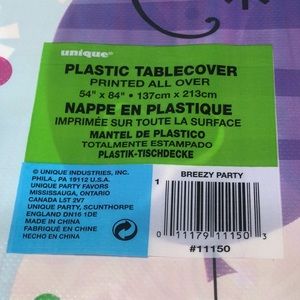 unique®
PLASTIC TABLECOVER
PRINTED ALL OVER
54" x 84" • 137cm x 213cm
NAPPE EN PLASTIQUE
IMPRIMÉE SUR TOUTE LA SURFACE
MANTEL DE PLASTICO
TOTALMENTE ESTAMPADO
PLASTIK-TISCHDECKE
© UNIQUE INDUSTRIES, INC.
PHILA., PA 19112 U.S.A.
UNIQUE PARTY FAVORS
MISSISSAUGA, ONTARIO
CANADA L5T 2V7
UNIQUE PARTY, SCUNTHORPE
ENGLAND DN16 1DE
MADE IN CHINA
FABRIQUÉ EN CHINE
HECHO EN CHINA
BREEZY PARTY
0 11179 11150 3
1
#11150